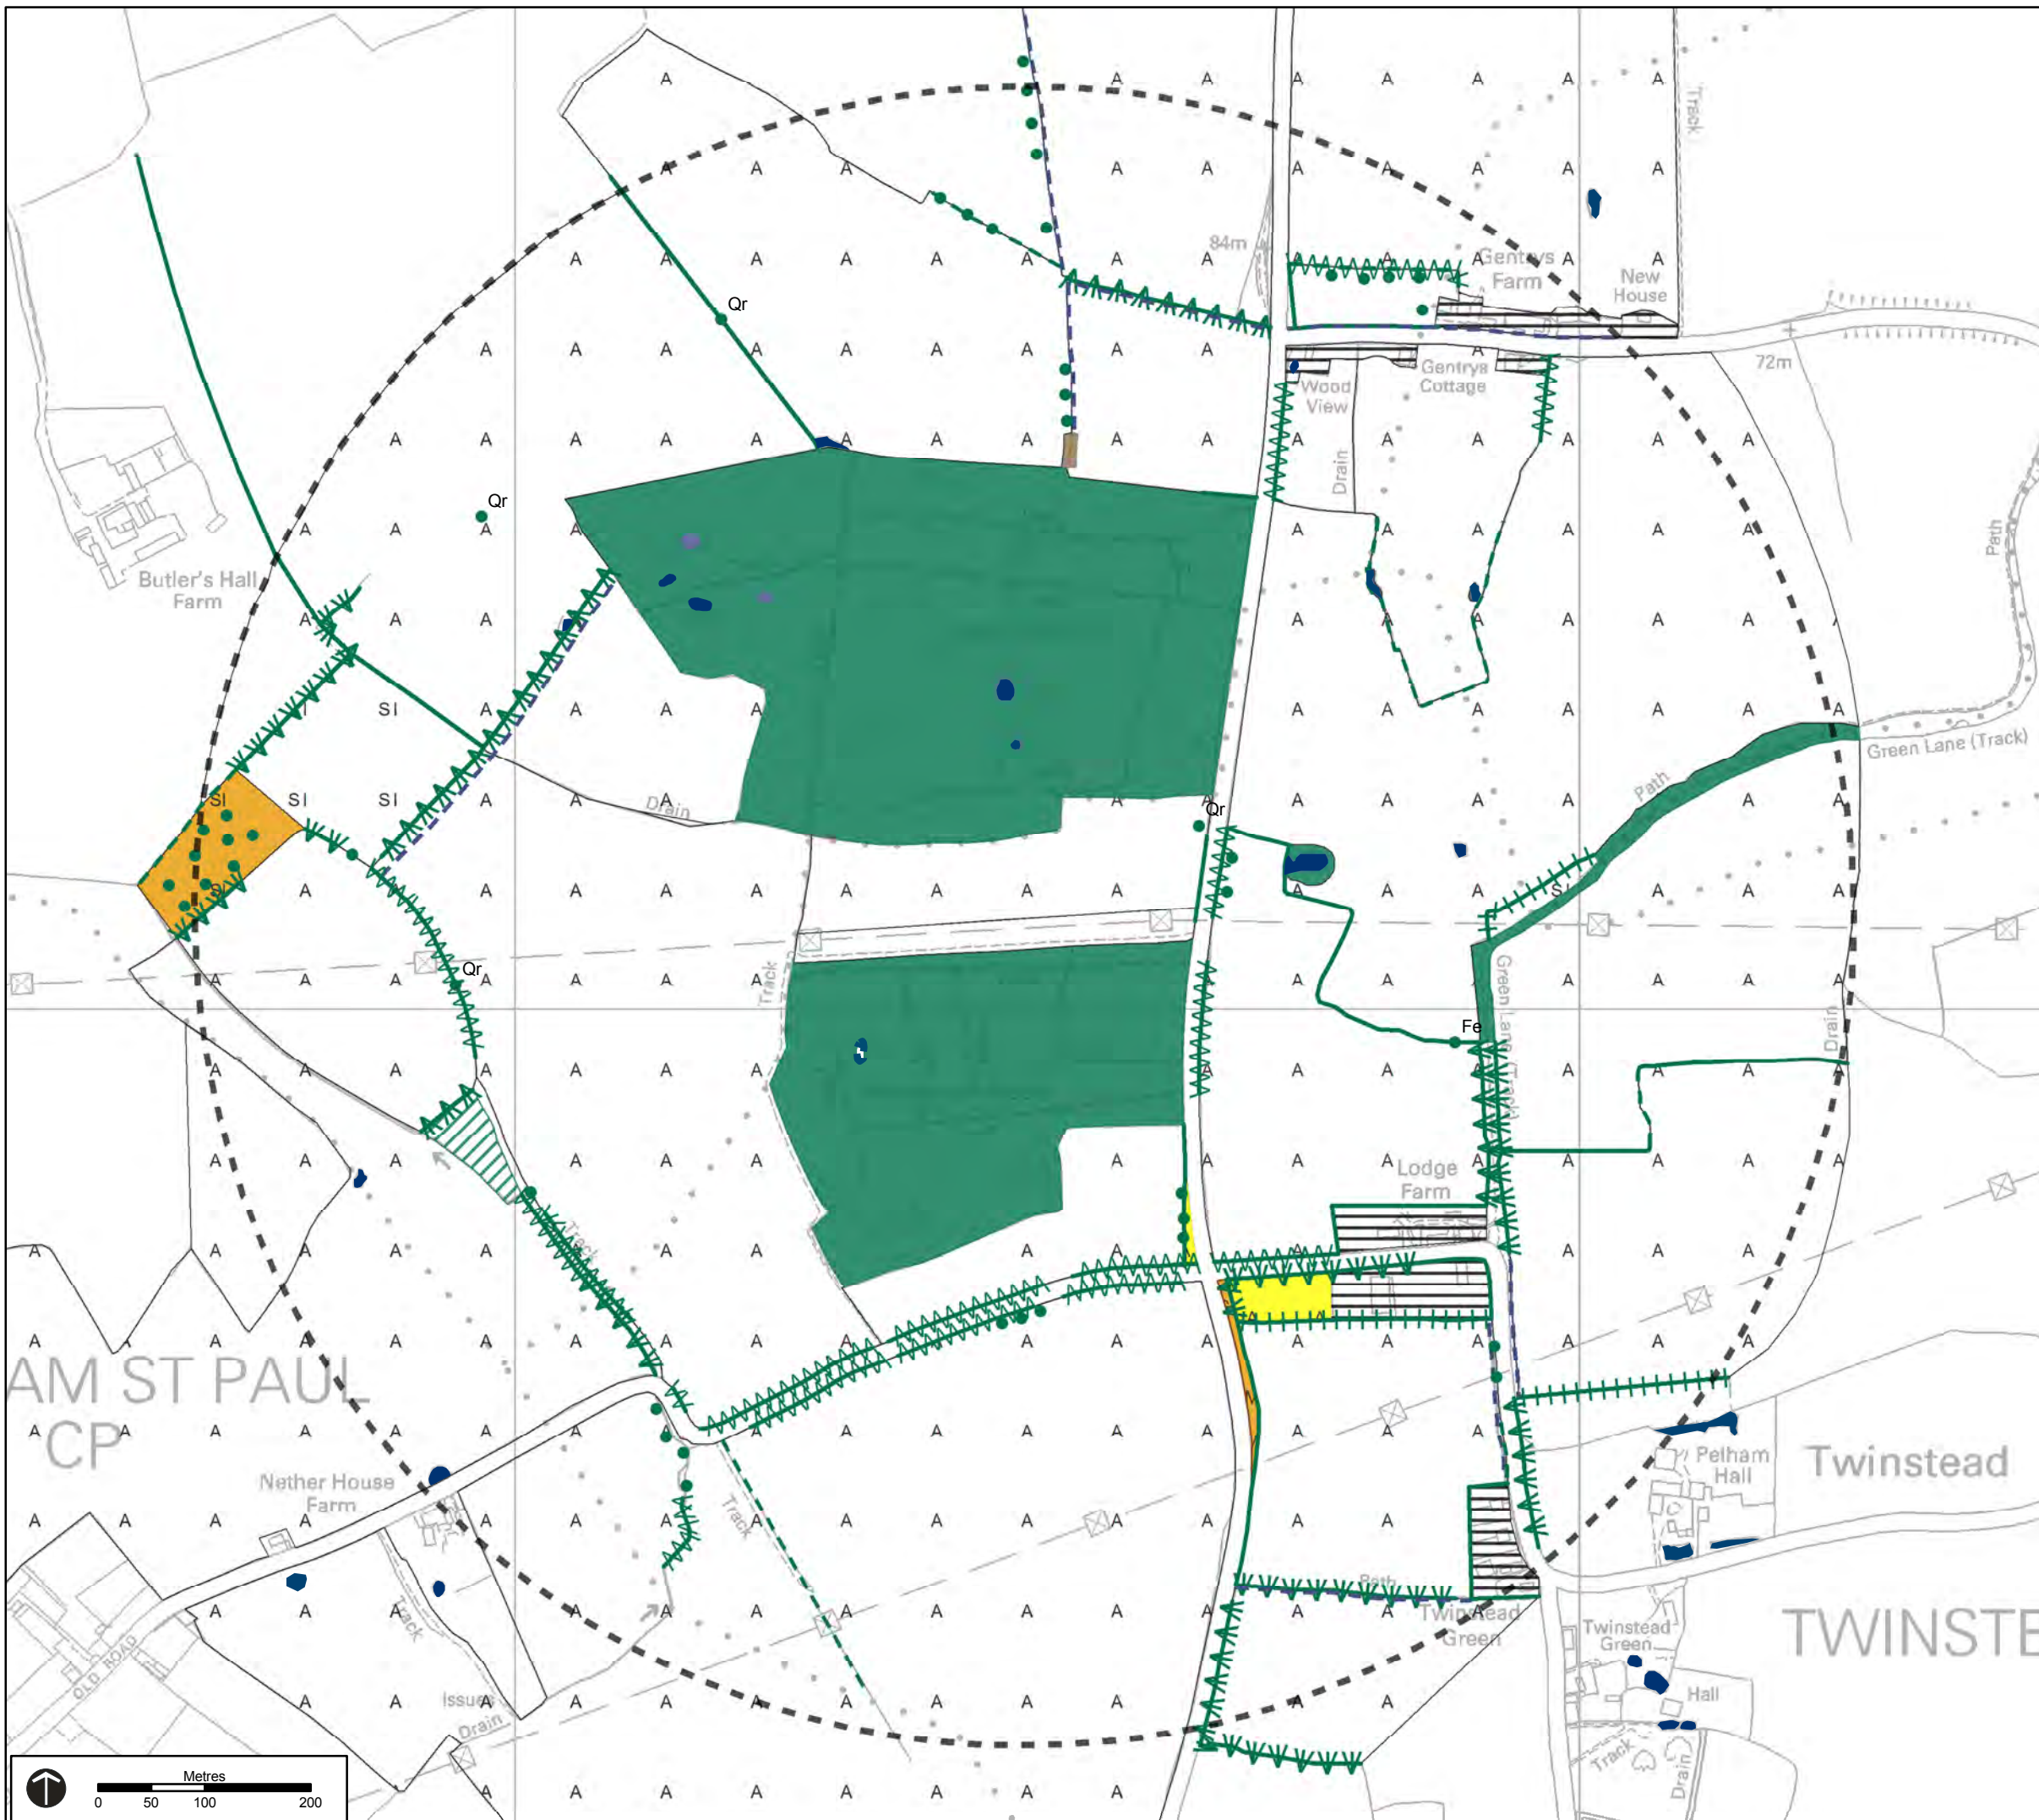 A A A A A A A A
Track
A A A A A A A A A A
84m
A A A A A A A A A A A A A
Gentrys
Farm
New
House
Qr
A A A A A A A A A A
72m
Gentrys
Cottage
Wood
View
A A A A A A A A A A A A A A A A
Drain
Qr
A A A A A A A A A A
Path
Butler's Hall
Farm
A A A A A A A A A A
SI A A A A A A A A A A A
Green Lane (Track)
Path
SI SI SI A A A A A A A A A A A
Drain
Qr
A A A A A A A A A A A A SI A A A
Qr
A A A A A A A A A A A
Track
Green Lane (Track)
Fe
Drain
A A A A A A A A A A A A A A
A A A A A A A A A A A A A A
Lodge
Farm
Track
A A A A A A A A A A A A A A
A A A A A A A A A A A A A A A A A A
AM ST PAUL
CP
A A A A A A A A A A A A A A A A A
Twinstead
Pelham
Hall
Nether House
Farm
Track
A A A A A A A A A A A A A A A A
Path
A A A A A A A A A A A A A A
Track
Twinstead
Green
Twinstead
Green
TWINSTE
OLD ROAD
Hall
A A A A A A A A A A A A
Issues
Drain
Track
Drain
Metres
0 50 100 200
A A A A A A A A